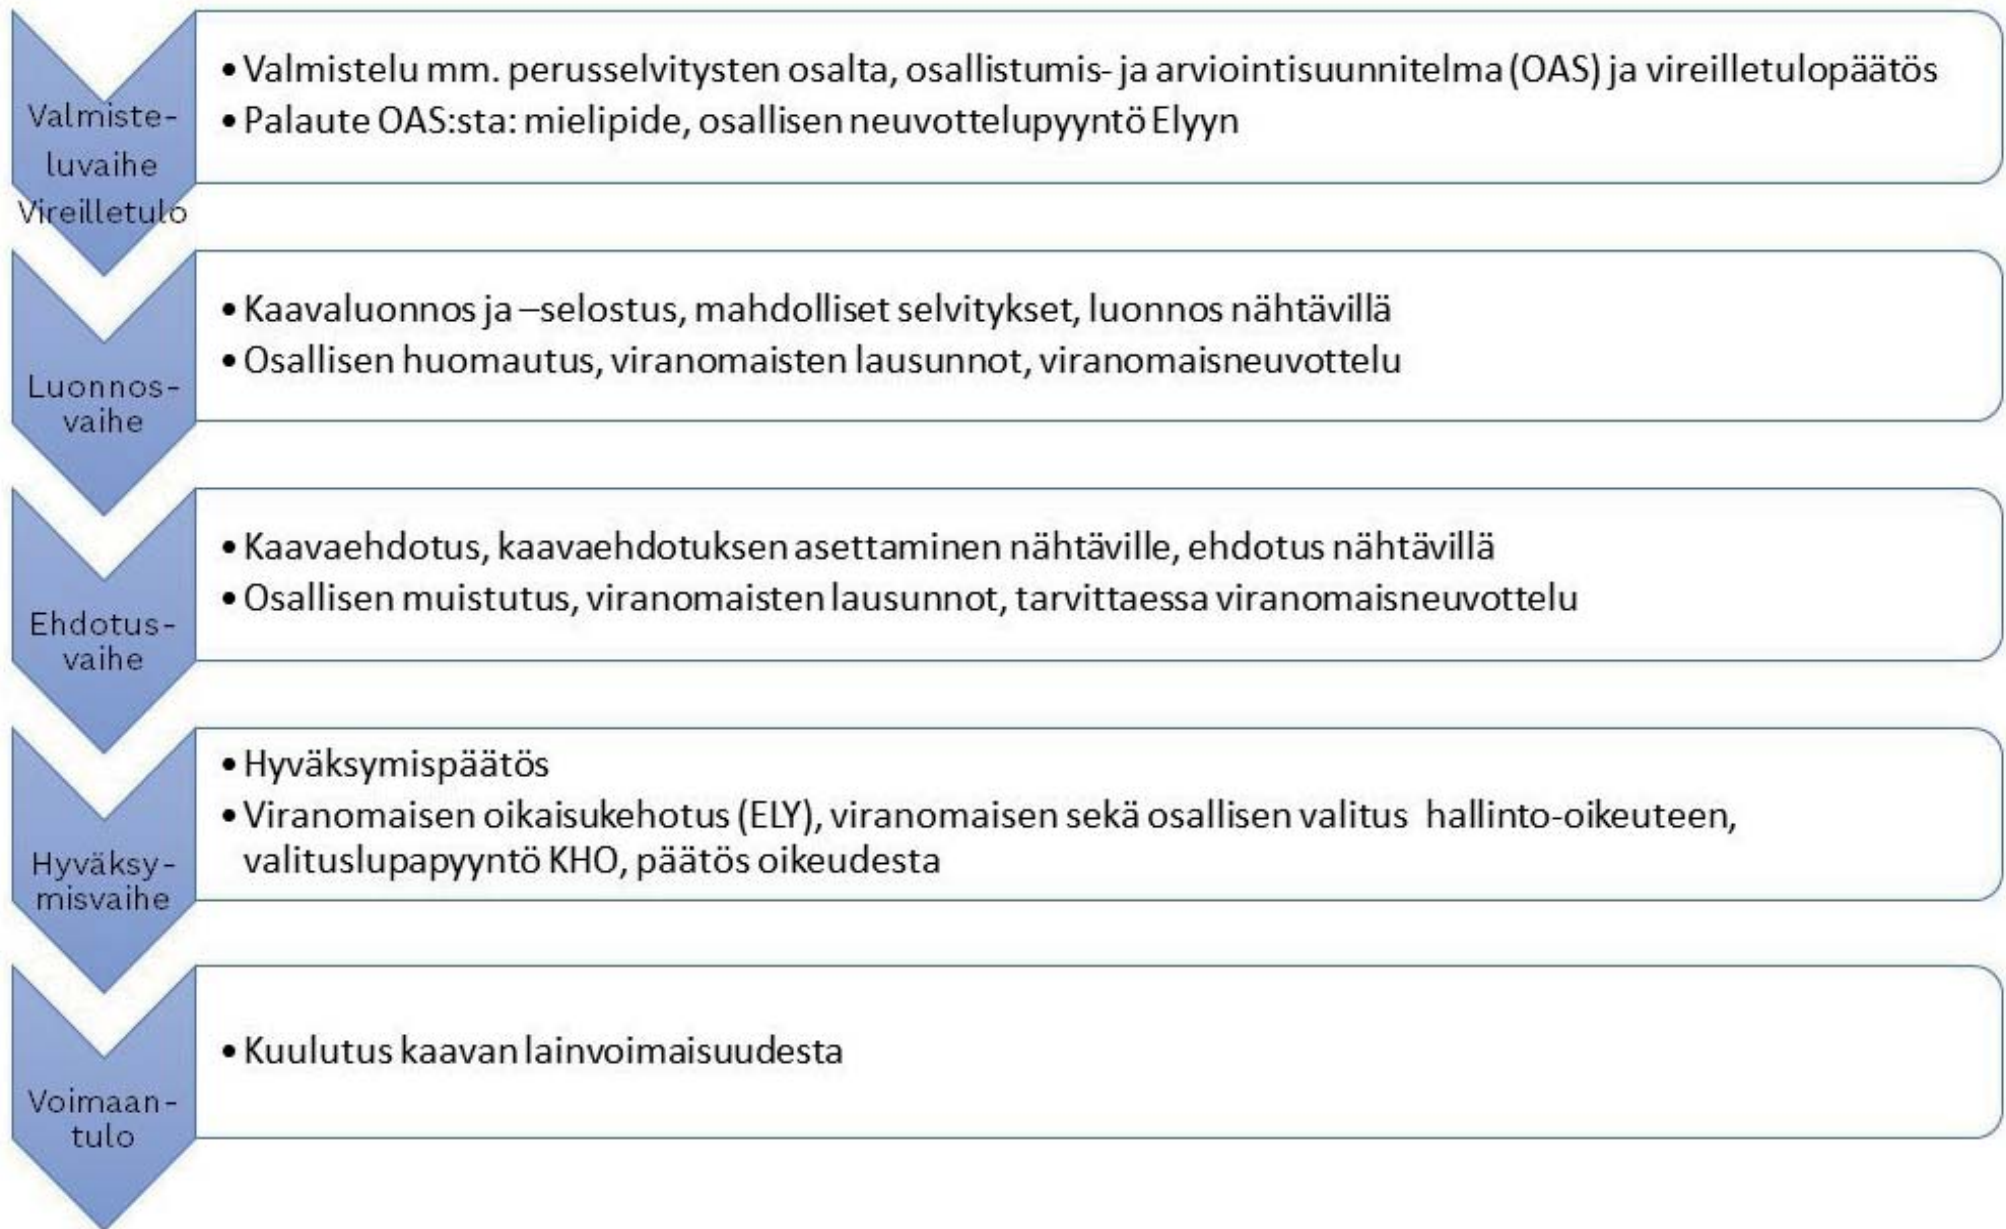 Valmiste-
luvaihe
Vireilletulo
• Valmistelu mm. perusselvitysten osalta, osallistumis- ja arviointisuunnitelma (OAS) ja vireilletulopäätös
• Palaute OAS:sta: mielipide, osallisen neuvottelupyyntö Elyyn
Luonnos-
vaihe
• Kaavaluonnos ja –selostus, mahdolliset selvitykset, luonnos nähtävillä
• Osallisen huomautus, viranomaisten lausunnot, viranomaisneuvottelu
Ehdotus-
vaihe
• Kaavaehdotus, kaavaehdotuksen asettaminen nähtäville, ehdotus nähtävillä
• Osallisen muistutus, viranomaisten lausunnot, tarvittaessa viranomaisneuvottelu
Hyväksy-
misvaihe
• Hyväksymispäätös
• Viranomaisen oikaisukehotus (ELY), viranomaisen sekä osallisen valitus hallinto-oikeuteen,
valituslupapyyntö KHO, päätös oikeudesta
Voimaan-
tulo
• Kuulutus kaavan lainvoimaisuudesta